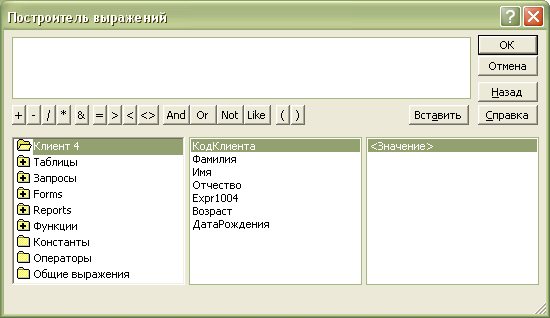 Построитель выражений
OK
Отмена
Назад
+ - / * & = > < <> And Or Not Like ( ) Вставить Справка
Клиент 4 КодКлиента <Значение>
Таблицы Фамилия
Запросы Имя
Forms Отчество
Reports Expr1004
Функции Возраст
Константы ДатаРождения
Операторы
Общие выражения